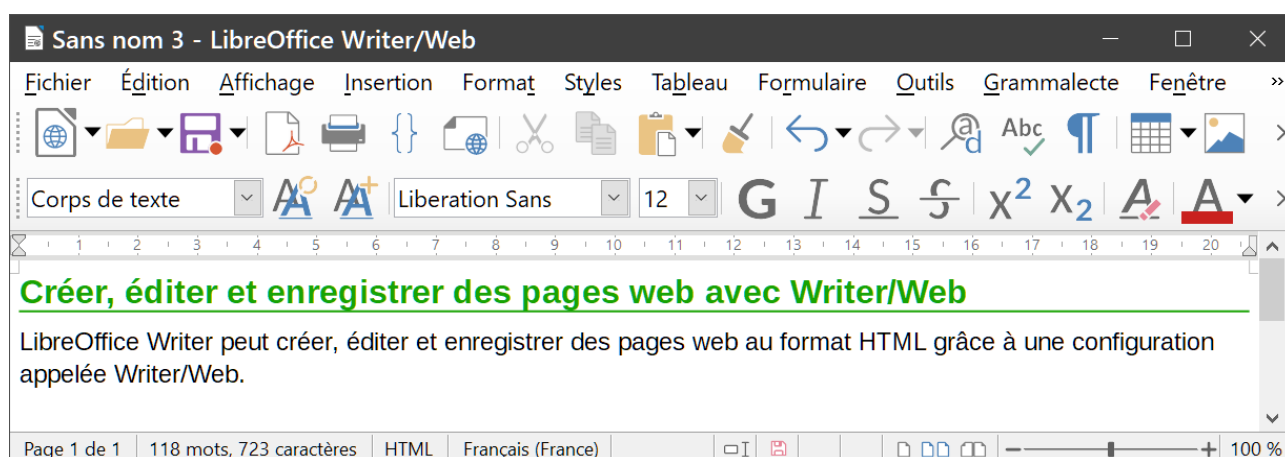 Sans nom 3 - LibreOffice Writer/Web
Fichier Édition Affichage Insertion Format Styles Tableau Formulaire Outils Grammalecte Fenêtre »
Abc
Corps de texte Liberation Sans 12 G I S S X² X₂ A A
1 2 3 4 5 6 7 8 9 10 11 12 13 14 15 16 17 18 19 20
Créer, éditer et enregistrer des pages web avec Writer/Web
LibreOffice Writer peut créer, éditer et enregistrer des pages web au format HTML grâce à une configuration
appelée Writer/Web.
Page 1 de 1 118 mots, 723 caractères HTML Français (France) 100 %